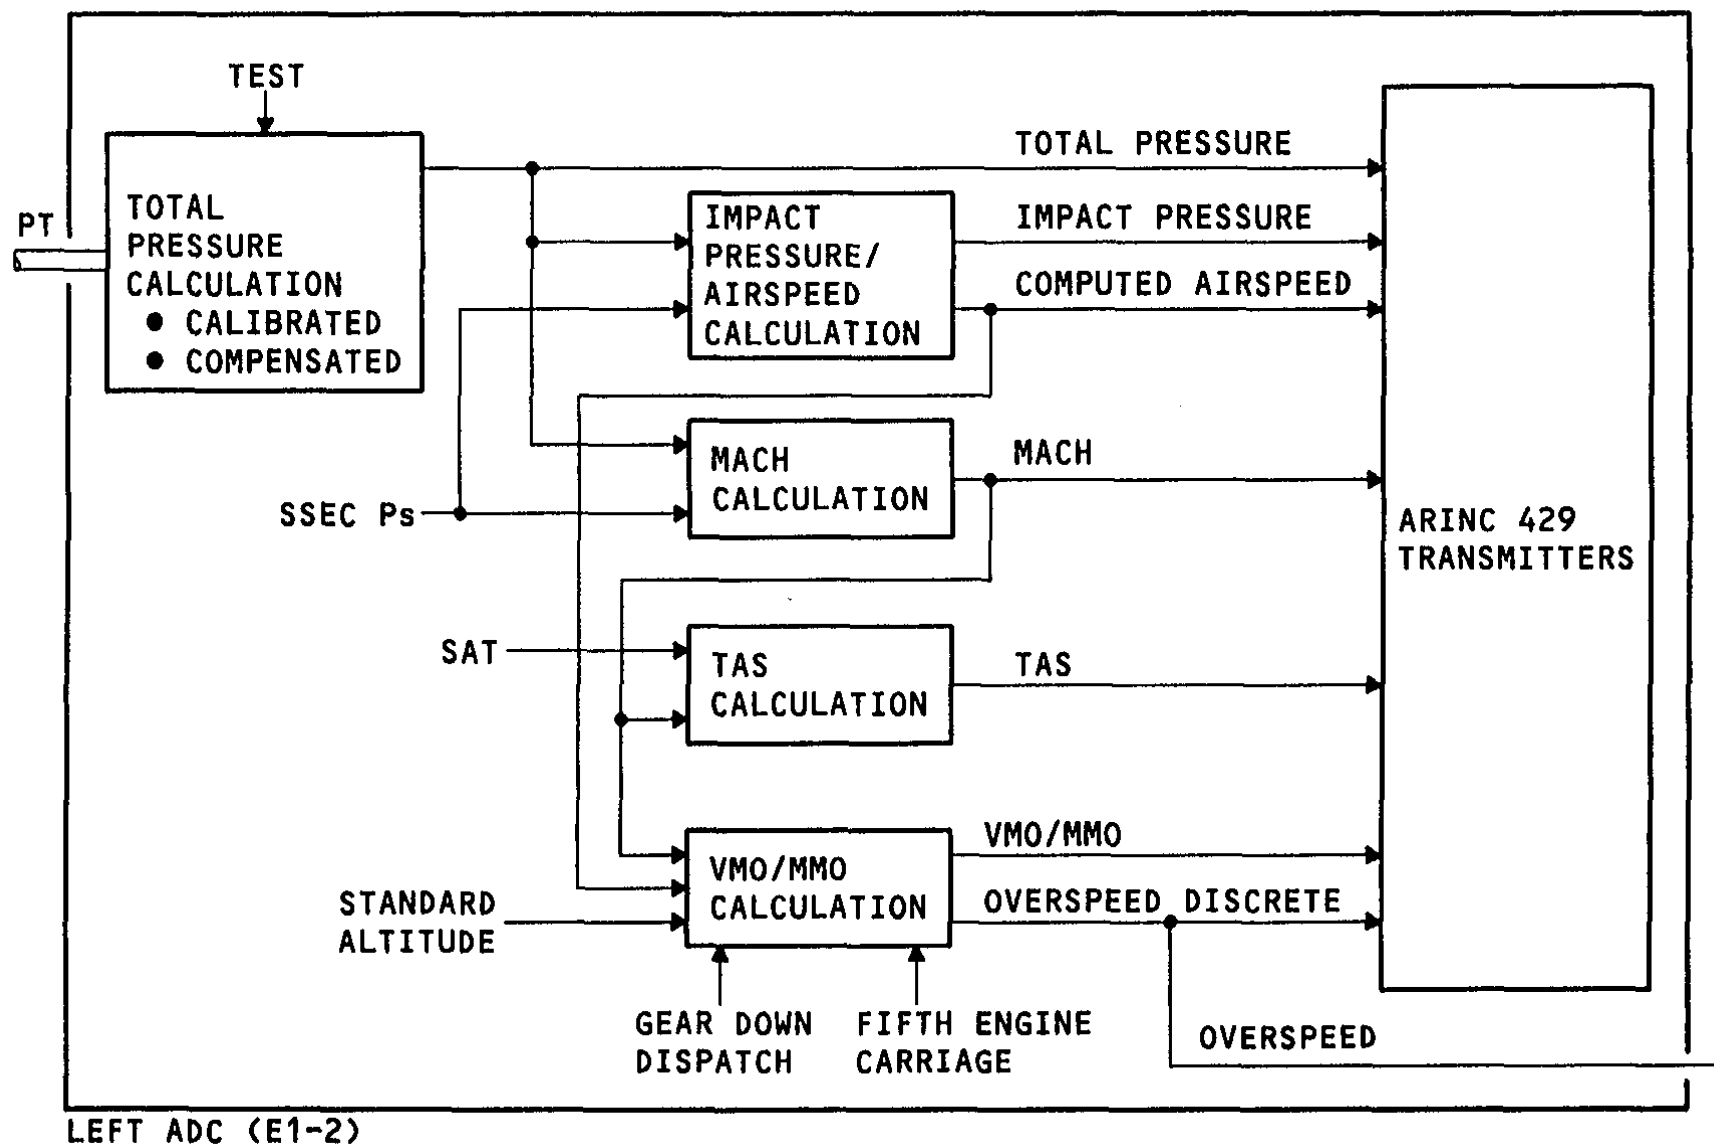 TEST
PT
TOTAL
PRESSURE
CALCULATION
● CALIBRATED
● COMPENSATED
TOTAL PRESSURE
IMPACT
PRESSURE/
AIRSPEED
CALCULATION
IMPACT PRESSURE
COMPUTED AIRSPEED
MACH
CALCULATION
MACH
SSEC Ps
ARINC 429
TRANSMITTERS
SAT
TAS
CALCULATION
TAS
VMO/MMO
CALCULATION
VMO/MMO
OVERSPEED DISCRETE
STANDARD
ALTITUDE
GEAR DOWN
DISPATCH
FIFTH ENGINE
CARRIAGE
OVERSPEED
LEFT ADC (E1-2)